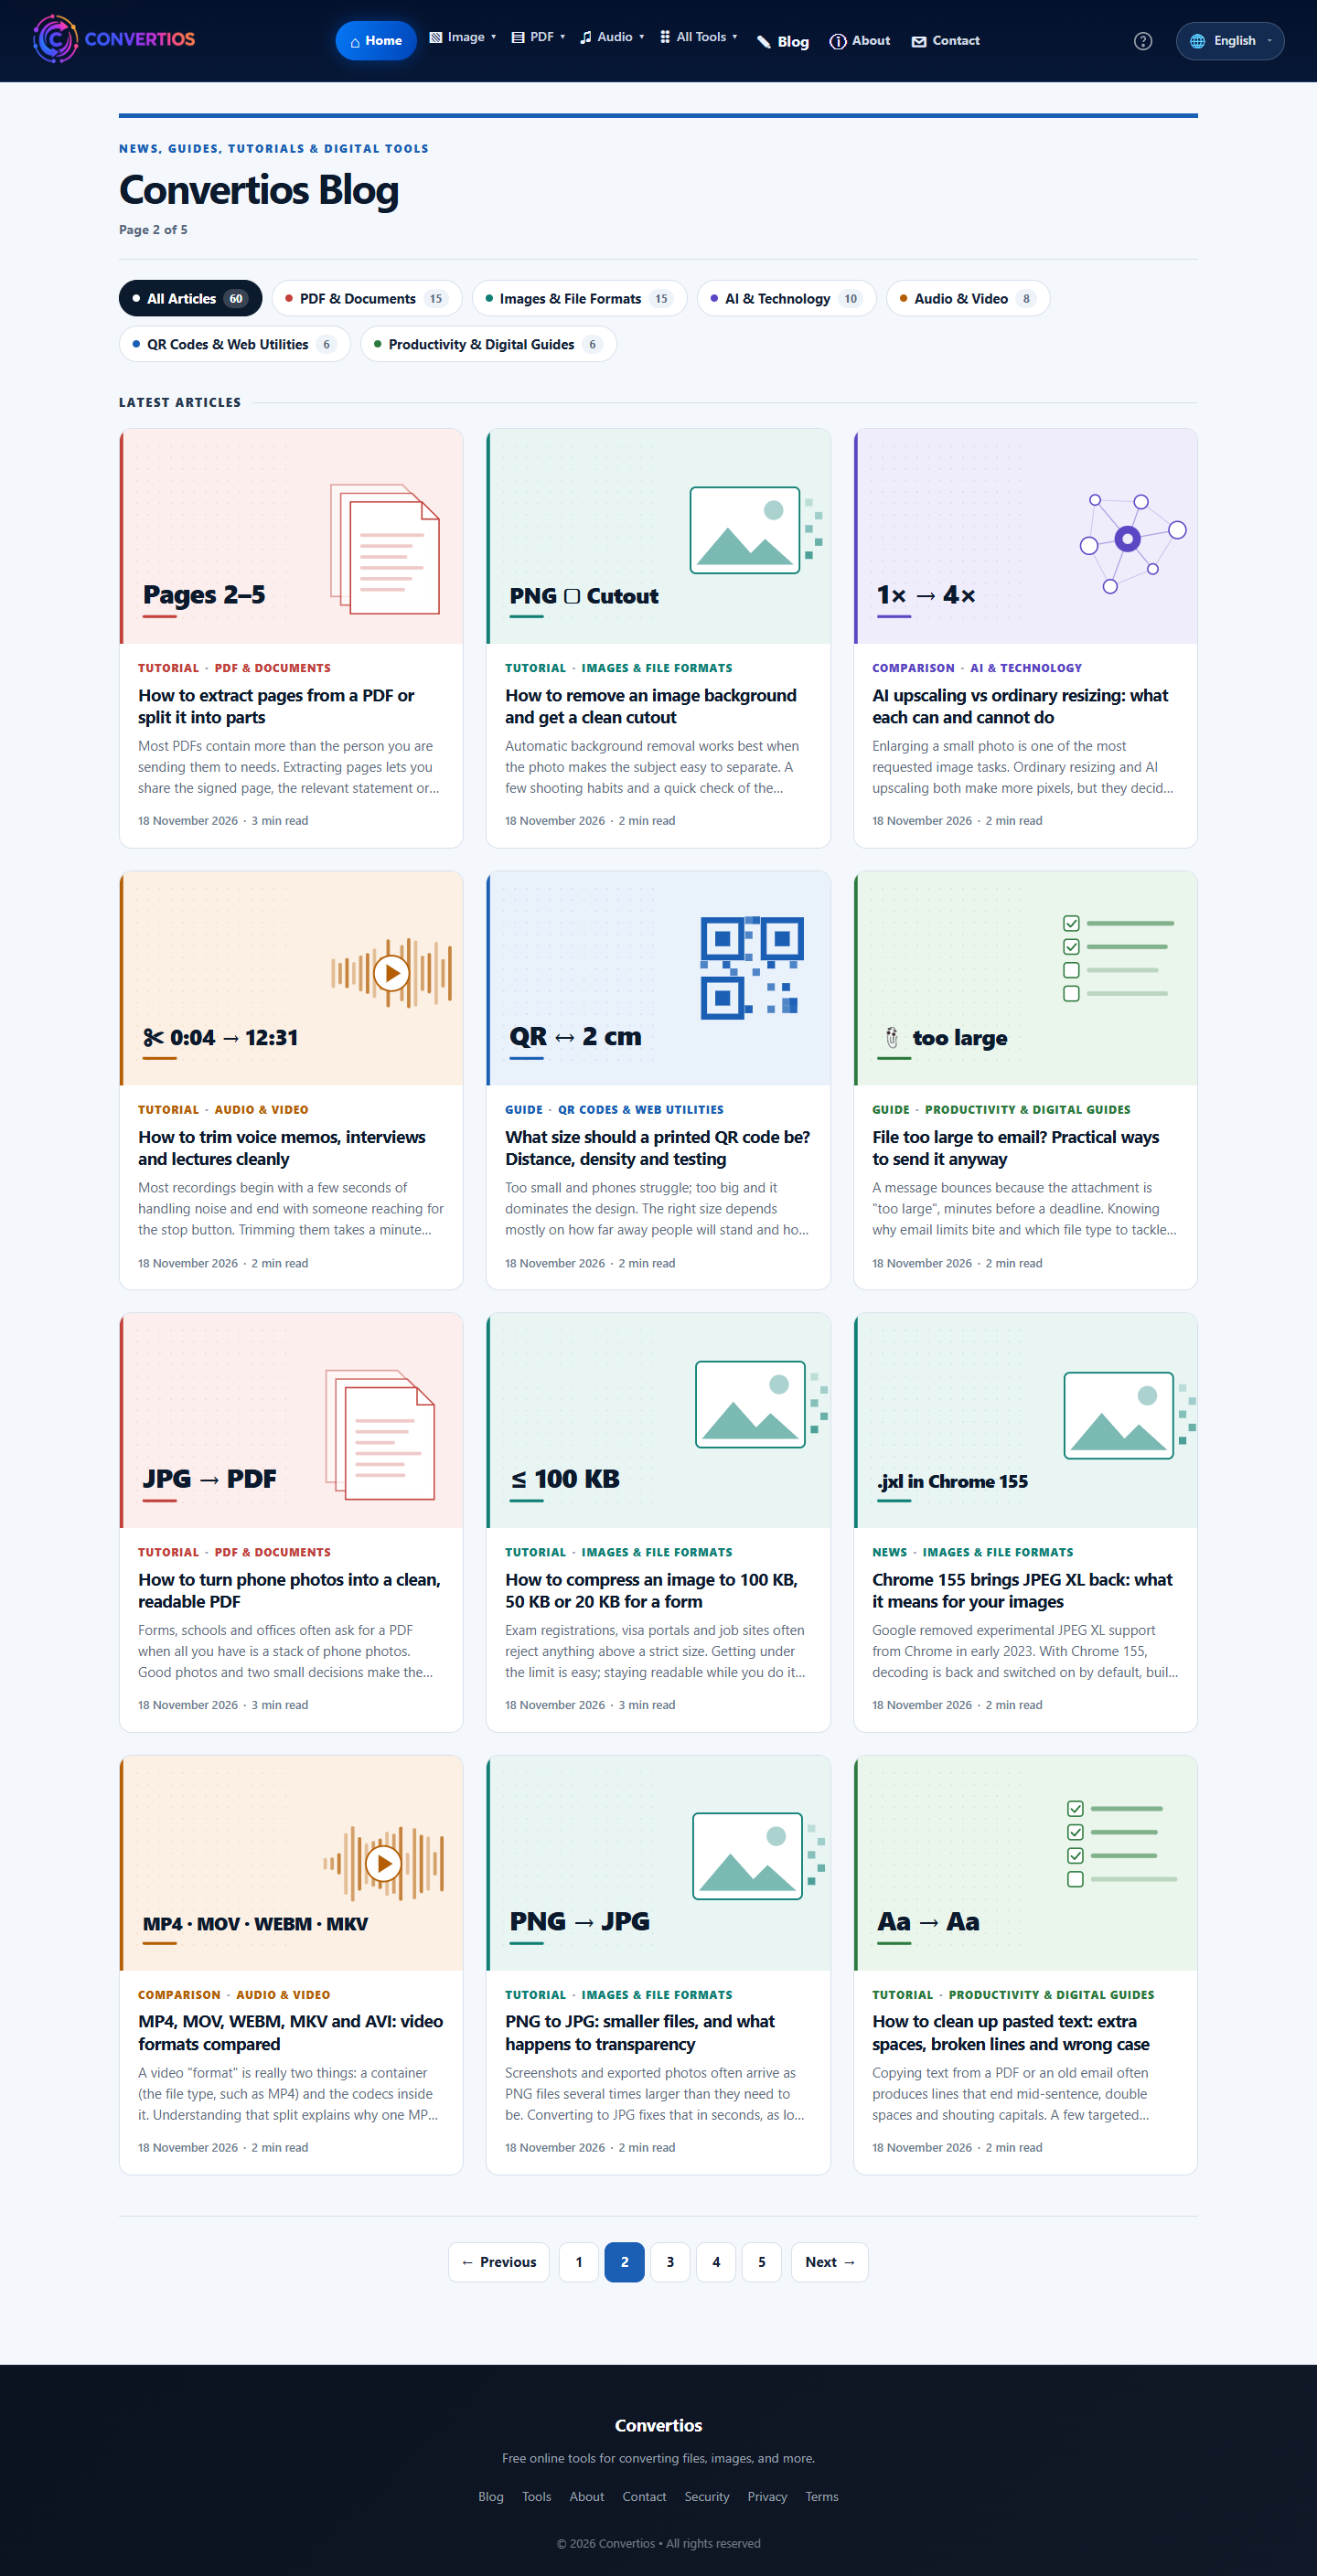 CONVERTIOS
Home
Image
PDF
Audio
All Tools
Blog
About
Contact
English
NEWS, GUIDES, TUTORIALS & DIGITAL TOOLS
Convertios Blog
Page 2 of 5
All Articles 60
PDF & Documents 15
Images & File Formats 15
AI & Technology 10
Audio & Video 8
QR Codes & Web Utilities 6
Productivity & Digital Guides 6
LATEST ARTICLES
Pages 2–5
TUTORIAL · PDF & DOCUMENTS
How to extract pages from a PDF or
split it into parts
Most PDFs contain more than the person you are
sending them to needs. Extracting pages lets you
share the signed page, the relevant statement or...
18 November 2026 · 3 min read
PNG ▢ Cutout
TUTORIAL · IMAGES & FILE FORMATS
How to remove an image background
and get a clean cutout
Automatic background removal works best when
the photo makes the subject easy to separate. A
few shooting habits and a quick check of the...
18 November 2026 · 2 min read
1× → 4×
COMPARISON · AI & TECHNOLOGY
AI upscaling vs ordinary resizing: what
each can and cannot do
Enlarging a small photo is one of the most
requested image tasks. Ordinary resizing and AI
upscaling both make more pixels, but they decid...
18 November 2026 · 2 min read
✂ 0:04 → 12:31
TUTORIAL · AUDIO & VIDEO
How to trim voice memos, interviews
and lectures cleanly
Most recordings begin with a few seconds of
handling noise and end with someone reaching for
the stop button. Trimming them takes a minute...
18 November 2026 · 2 min read
QR ↔ 2 cm
GUIDE · QR CODES & WEB UTILITIES
What size should a printed QR code be?
Distance, density and testing
Too small and phones struggle; too big and it
dominates the design. The right size depends
mostly on how far away people will stand and ho...
18 November 2026 · 2 min read
📎 too large
GUIDE · PRODUCTIVITY & DIGITAL GUIDES
File too large to email? Practical ways
to send it anyway
A message bounces because the attachment is
"too large", minutes before a deadline. Knowing
why email limits bite and which file type to tackle...
18 November 2026 · 2 min read
JPG → PDF
TUTORIAL · PDF & DOCUMENTS
How to turn phone photos into a clean,
readable PDF
Forms, schools and offices often ask for a PDF
when all you have is a stack of phone photos.
Good photos and two small decisions make the...
18 November 2026 · 3 min read
≤ 100 KB
TUTORIAL · IMAGES & FILE FORMATS
How to compress an image to 100 KB,
50 KB or 20 KB for a form
Exam registrations, visa portals and job sites often
reject anything above a strict size. Getting under
the limit is easy; staying readable while you do it...
18 November 2026 · 3 min read
.jxl in Chrome 155
NEWS · IMAGES & FILE FORMATS
Chrome 155 brings JPEG XL back: what
it means for your images
Google removed experimental JPEG XL support
from Chrome in early 2023. With Chrome 155,
decoding is back and switched on by default, buil...
18 November 2026 · 2 min read
MP4 · MOV · WEBM · MKV
COMPARISON · AUDIO & VIDEO
MP4, MOV, WEBM, MKV and AVI: video
formats compared
A video "format" is really two things: a container
(the file type, such as MP4) and the codecs inside
it. Understanding that split explains why one MP...
18 November 2026 · 2 min read
PNG → JPG
TUTORIAL · IMAGES & FILE FORMATS
PNG to JPG: smaller files, and what
happens to transparency
Screenshots and exported photos often arrive as
PNG files several times larger than they need to
be. Converting to JPG fixes that in seconds, as lo...
18 November 2026 · 2 min read
Aa → Aa
TUTORIAL · PRODUCTIVITY & DIGITAL GUIDES
How to clean up pasted text: extra
spaces, broken lines and wrong case
Copying text from a PDF or an old email often
produces lines that end mid-sentence, double
spaces and shouting capitals. A few targeted...
18 November 2026 · 2 min read
← Previous
1
2
3
4
5
Next →
Convertios
Free online tools for converting files, images, and more.
Blog
Tools
About
Contact
Security
Privacy
Terms
© 2026 Convertios • All rights reserved